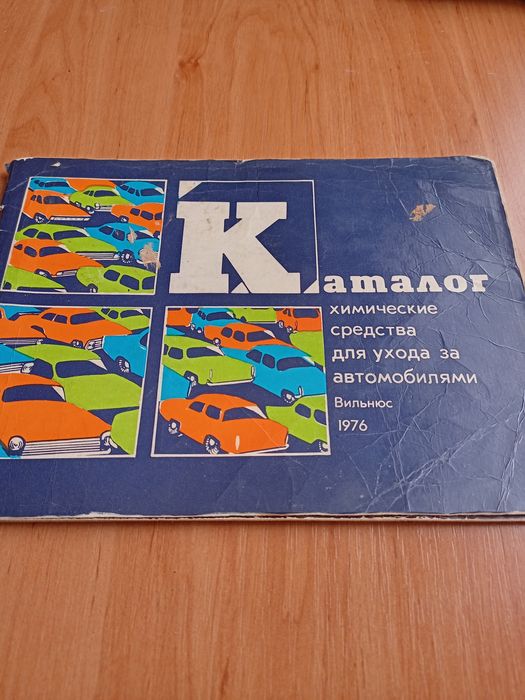 Каталог
химические
средства
для ухода за
автомобилями
Вильнюс
1976